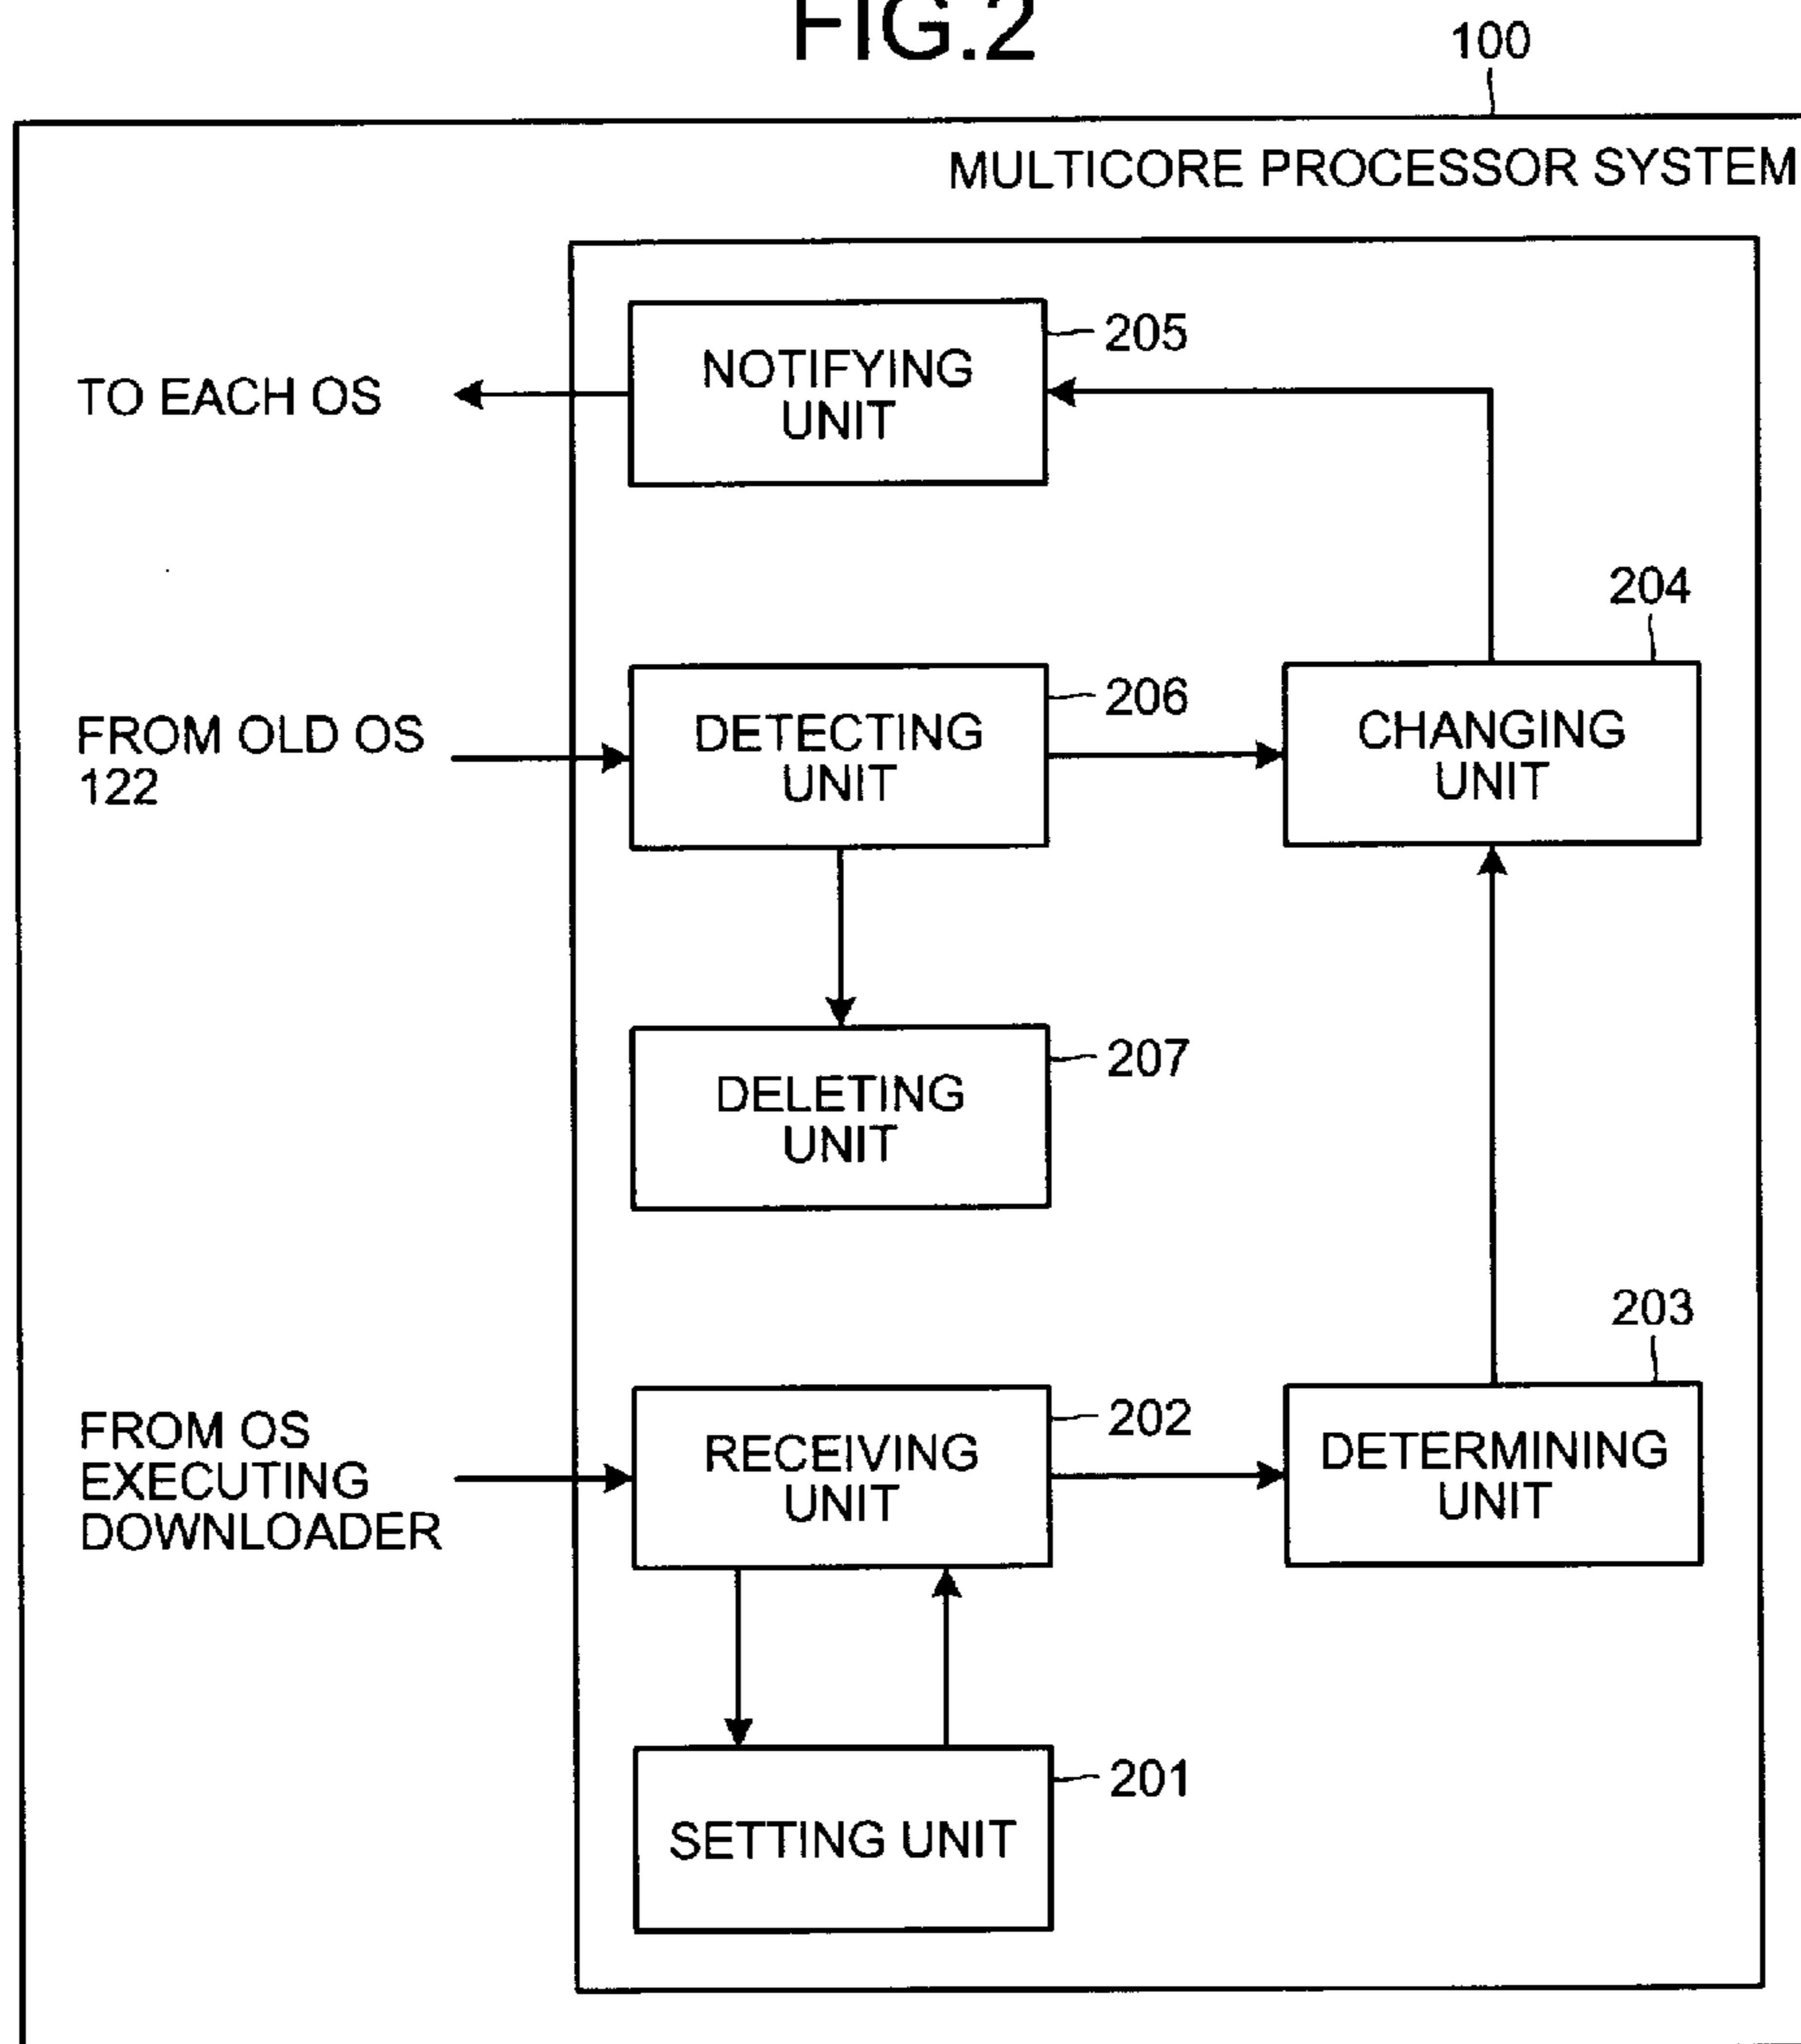 FIG.2
100
MULTICORE PROCESSOR SYSTEM
205
NOTIFYING
UNIT
TO EACH OS
204
206
FROM OLD OS
122
DETECTING
UNIT
CHANGING
UNIT
207
DELETING
UNIT
203
202
FROM OS
EXECUTING
DOWNLOADER
RECEIVING
UNIT
DETERMINING
UNIT
201
SETTING UNIT